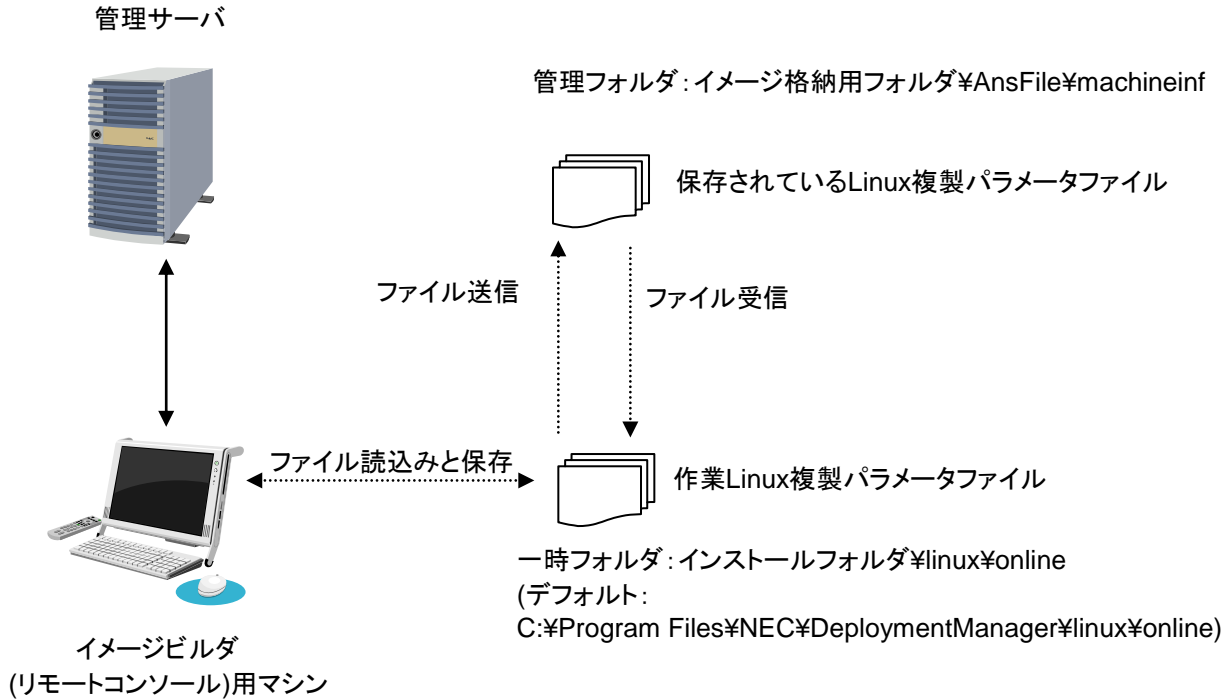 管理サーバ
管理フォルダ：イメージ格納用フォルダ¥AnsFile¥machineinf
保存されているLinux複製パラメータファイル
ファイル送信
ファイル受信
ファイル読込みと保存
作業Linux複製パラメータファイル
一時フォルダ：インストールフォルダ¥linux¥online
(デフォルト：
C:¥Program Files¥NEC¥DeploymentManager¥linux¥online)
イメージビルダ
(リモートコンソール)用マシン